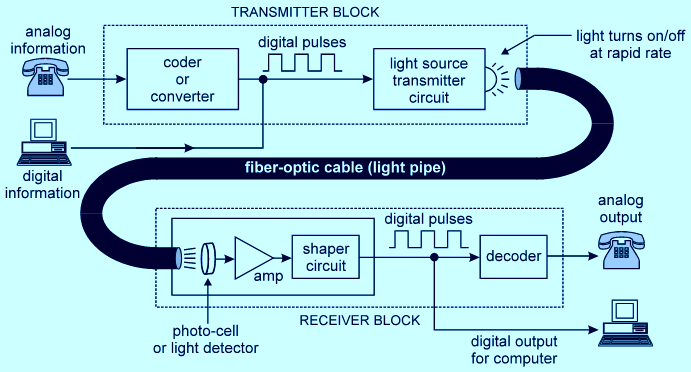 TRANSMITTER BLOCK
analog
information
digital pulses
light turns on/off
at rapid rate
coder
or
converter
light source
transmitter
circuit
digital
information
fiber-optic cable (light pipe)
analog
output
digital pulses
shaper
circuit
decoder
amp
photo-cell
or light detector
RECEIVER BLOCK
digital output
for computer